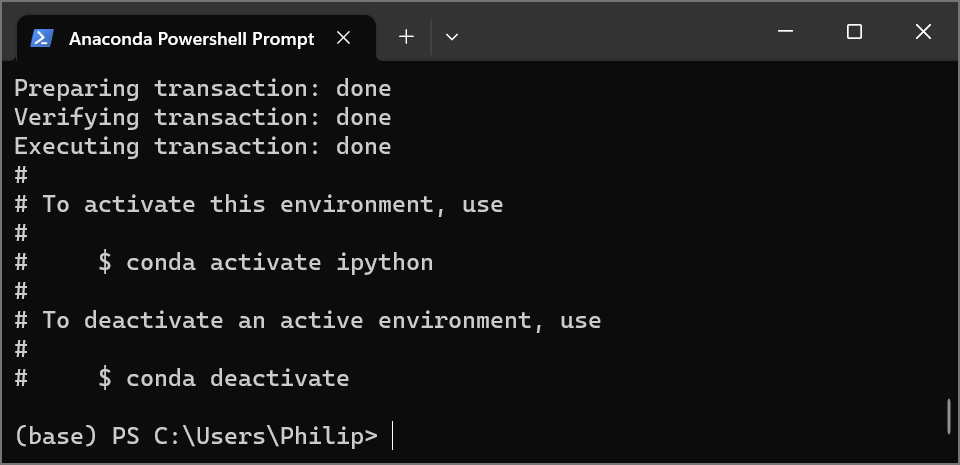 Anaconda Powershell Prompt
Preparing transaction: done
Verifying transaction: done
Executing transaction: done
#
# To activate this environment, use
#
#     $ conda activate ipython
#
# To deactivate an active environment, use
#
#     $ conda deactivate
(base) PS C:\Users\Philip>